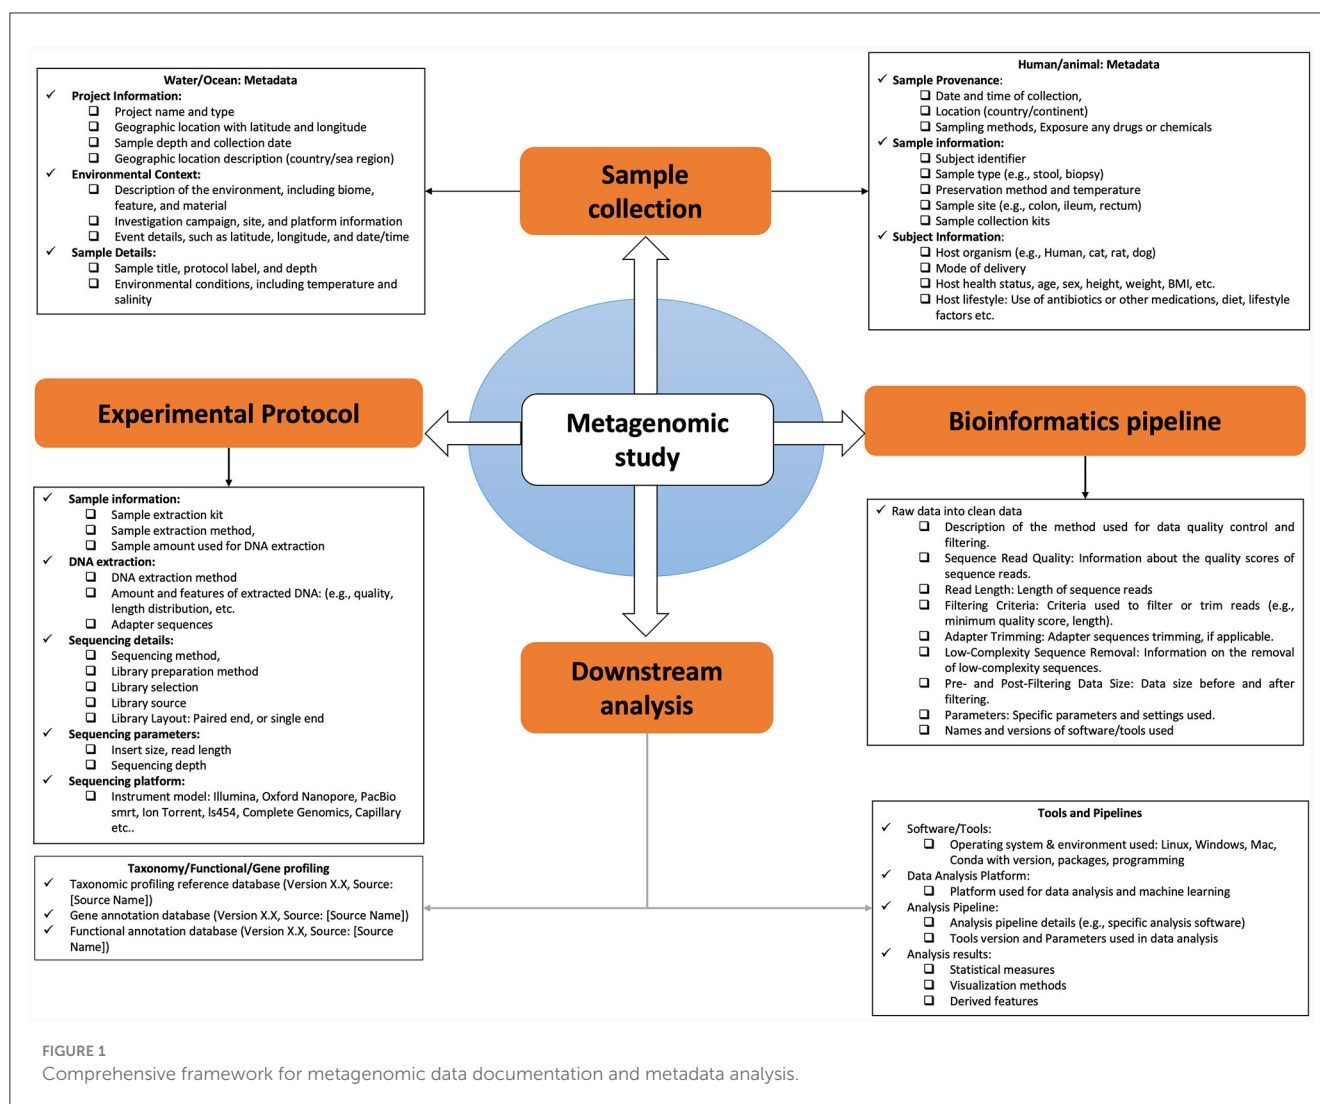 Water/Ocean: Metadata
✓ Project Information:
❑ Project name and type
❑ Geographic location with latitude and longitude
❑ Sample depth and collection date
❑ Geographic location description (country/sea region)
✓ Environmental Context:
❑ Description of the environment, including biome,
feature, and material
❑ Investigation campaign, site, and platform information
❑ Event details, such as latitude, longitude, and date/time
✓ Sample Details:
❑ Sample title, protocol label, and depth
❑ Environmental conditions, including temperature and
salinity
Sample
collection
Human/animal: Metadata
✓ Sample Provenance:
❑ Date and time of collection,
❑ Location (country/continent)
❑ Sampling methods, Exposure any drugs or chemicals
✓ Sample information:
❑ Subject identifier
❑ Sample type (e.g., stool, biopsy)
❑ Preservation method and temperature
❑ Sample site (e.g., colon, ileum, rectum)
❑ Sample collection kits
✓ Subject Information:
❑ Host organism (e.g., Human, cat, rat, dog)
❑ Mode of delivery
❑ Host health status, age, sex, height, weight, BMI, etc.
❑ Host lifestyle: Use of antibiotics or other medications, diet, lifestyle
factors etc.
Experimental Protocol
Metagenomic
study
Bioinformatics pipeline
✓ Sample information:
❑ Sample extraction kit
❑ Sample extraction method,
❑ Sample amount used for DNA extraction
✓ DNA extraction:
❑ DNA extraction method
❑ Amount and features of extracted DNA: (e.g., quality,
length distribution, etc.
❑ Adapter sequences
✓ Sequencing details:
❑ Sequencing method,
❑ Library preparation method
❑ Library selection
❑ Library source
❑ Library Layout: Paired end, or single end
✓ Sequencing parameters:
❑ Insert size, read length
❑ Sequencing depth
✓ Sequencing platform:
❑ Instrument model: Illumina, Oxford Nanopore, PacBio
smrt, Ion Torrent, ls454, Complete Genomics, Capillary
etc..
✓ Raw data into clean data
❑ Description of the method used for data quality control and
filtering.
❑ Sequence Read Quality: Information about the quality scores of
sequence reads.
❑ Read Length: Length of sequence reads
❑ Filtering Criteria: Criteria used to filter or trim reads (e.g.,
minimum quality score, length).
❑ Adapter Trimming: Adapter sequences trimming, if applicable.
❑ Low-Complexity Sequence Removal: Information on the removal
of low-complexity sequences.
❑ Pre- and Post-Filtering Data Size: Data size before and after
filtering.
❑ Parameters: Specific parameters and settings used.
❑ Names and versions of software/tools used
Downstream
analysis
Taxonomy/Functional/Gene profiling
✓ Taxonomic profiling reference database (Version X.X, Source:
[Source Name])
✓ Gene annotation database (Version X.X, Source: [Source Name])
✓ Functional annotation database (Version X.X, Source: [Source
Name])
Tools and Pipelines
✓ Software/Tools:
❑ Operating system & environment used: Linux, Windows, Mac,
Conda with version, packages, programming
✓ Data Analysis Platform:
❑ Platform used for data analysis and machine learning
✓ Analysis Pipeline:
❑ Analysis pipeline details (e.g., specific analysis software)
❑ Tools version and Parameters used in data analysis
✓ Analysis results:
❑ Statistical measures
❑ Visualization methods
❑ Derived features
FIGURE 1
Comprehensive framework for metagenomic data documentation and metadata analysis.